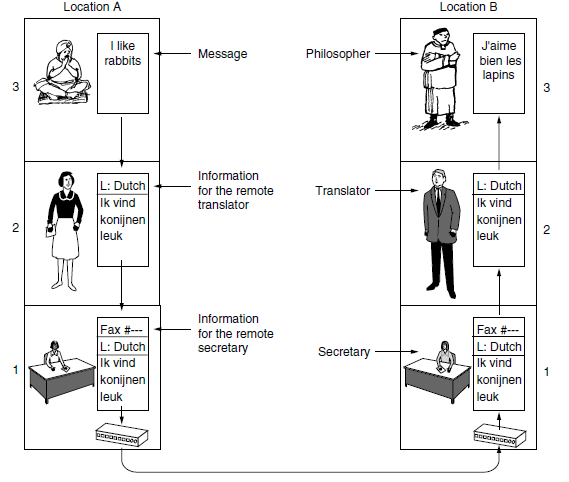 Location A
Location B
3
I like
rabbits
Message
Philosopher
J'aime
bien les
lapins
3
2
L: Dutch
Ik vind
konijnen
leuk
Information
for the remote
translator
Translator
L: Dutch
Ik vind
konijnen
leuk
2
1
Fax #---
L: Dutch
Ik vind
konijnen
leuk
Information
for the remote
secretary
Secretary
Fax #---
L: Dutch
Ik vind
konijnen
leuk
1